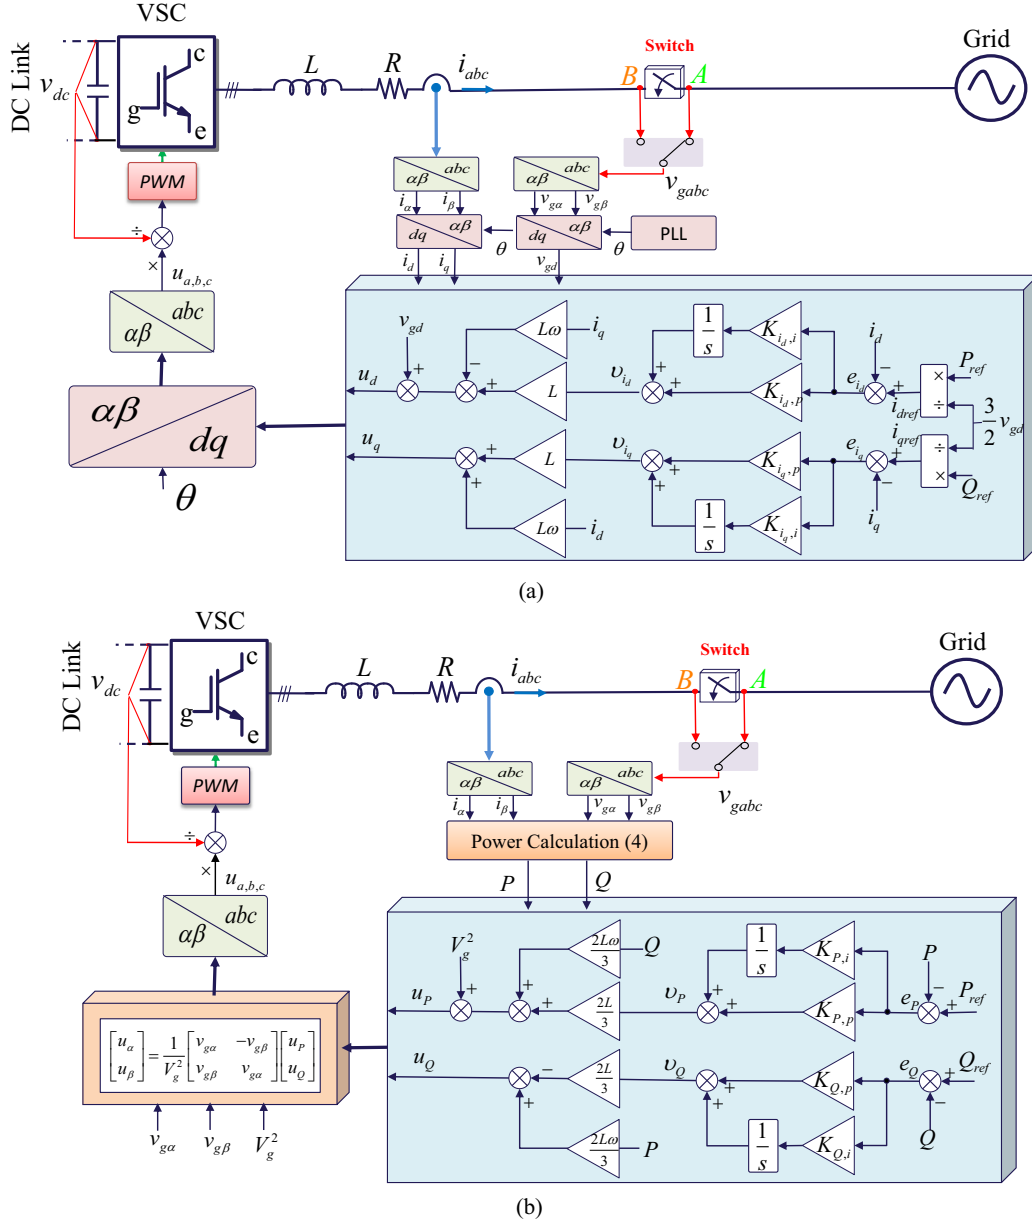 VSC
DC Link
v_dc
c
g
e
L
R
i_abc
Switch
B
A
Grid
PWM
÷
×
u_a,b,c
abc
αβ
abc
αβ
i_α
i_β
αβ
dq
i_d
i_q
abc
αβ
v_gα
v_gβ
αβ
dq
v_gd
θ
θ
PLL
v_gabc
αβ
dq
θ
v_gd
+
u_d
−
+
Lω
i_q
L
υ_id
+
+
1/s
K_id,i
K_id,p
e_id
i_d
−
+
i_dref
×
÷
P_ref
3/2 v_gd
u_q
+
+
L
υ_iq
+
+
K_iq,p
e_iq
+
−
i_qref
÷
×
Q_ref
i_q
Lω
i_d
1/s
K_iq,i
(a)
VSC
DC Link
v_dc
c
g
e
L
R
i_abc
Switch
B
A
Grid
PWM
÷
×
u_a,b,c
abc
αβ
abc
αβ
i_α
i_β
abc
αβ
v_gα
v_gβ
v_gabc
Power Calculation (4)
P
Q
[u_α u_β] = 1/V_g^2 [v_gα −v_gβ v_gβ v_gα] [u_P u_Q]
v_gα
v_gβ
V_g^2
V_g^2
+
u_P
+
+
2Lω/3
Q
2L/3
υ_P
+
+
1/s
K_P,i
K_P,p
e_P
P
−
+
P_ref
u_Q
−
+
2L/3
υ_Q
+
+
K_Q,p
e_Q
+
−
Q_ref
Q
2Lω/3
P
1/s
K_Q,i
(b)